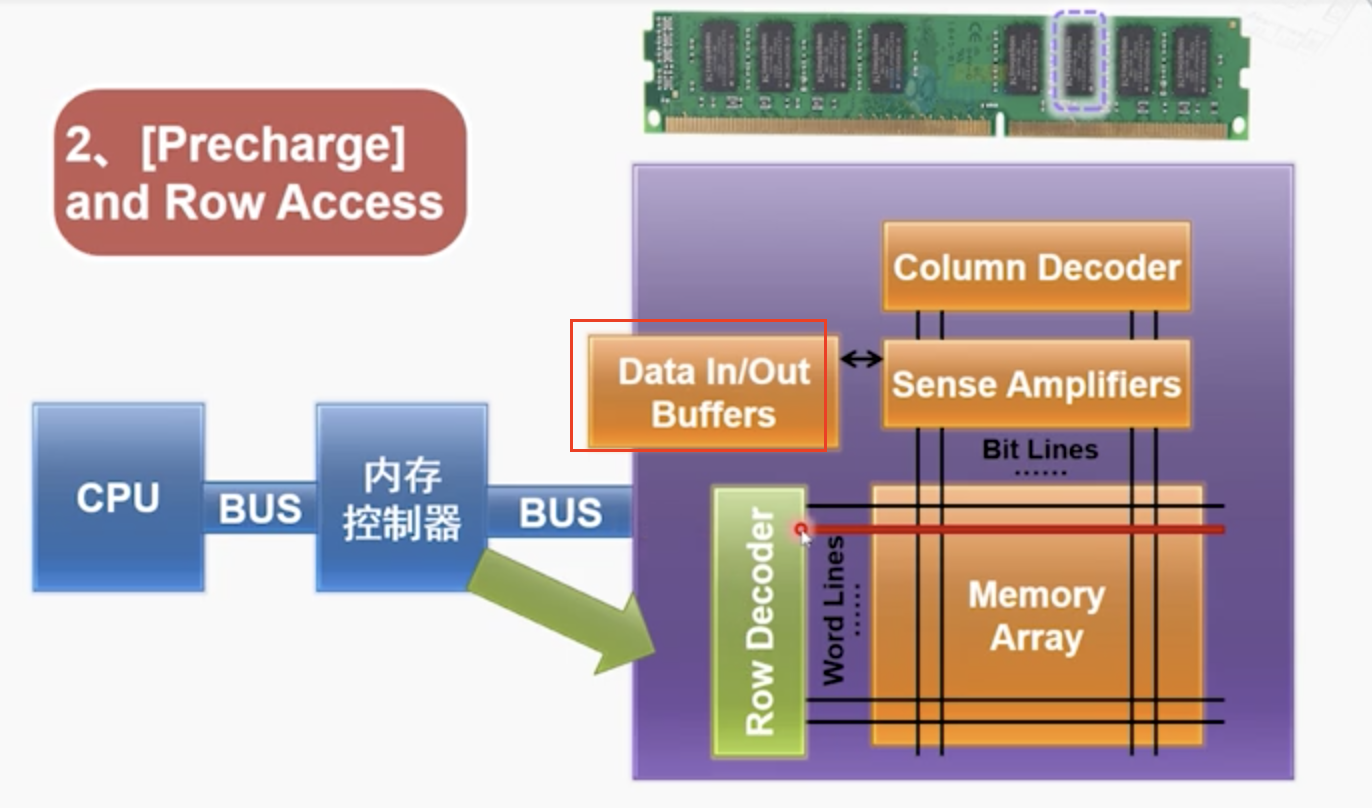 2、[Precharge]
and Row Access
Column Decoder
Data In/Out
Buffers
Sense Amplifiers
Bit Lines
......
CPU
BUS
内存
控制器
BUS
Row Decoder
Word Lines
......
Memory
Array